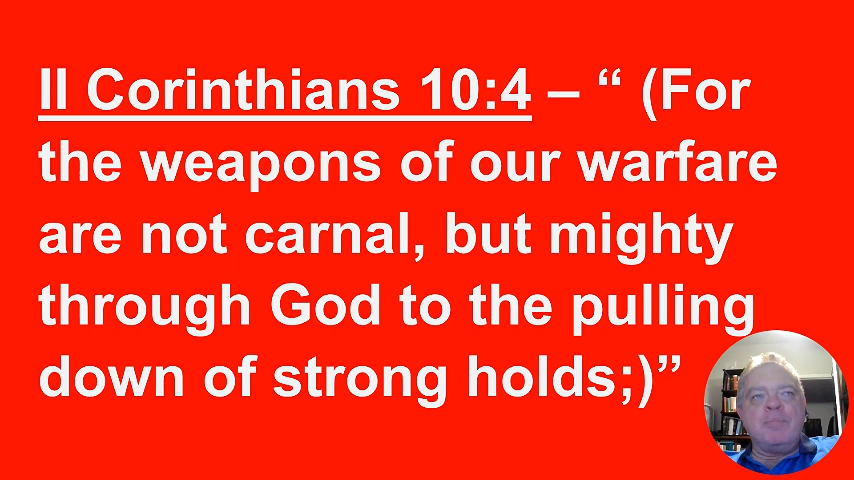 II Corinthians 10:4 – “ (For
the weapons of our warfare
are not carnal, but mighty
through God to the pulling
down of strong holds;)”